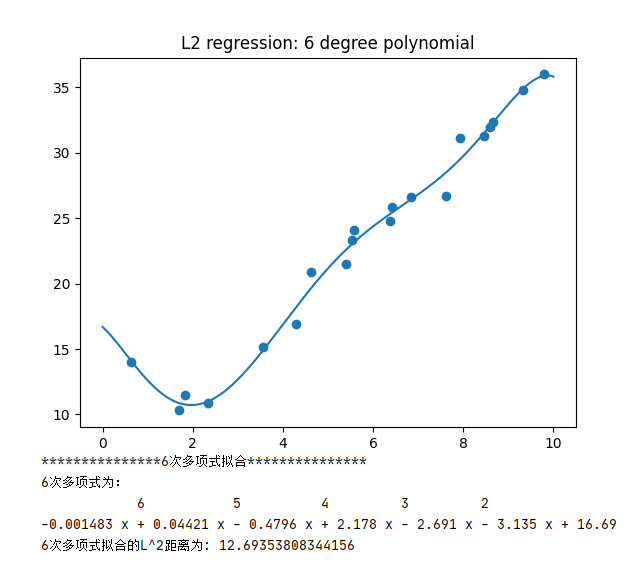 L2 regression: 6 degree polynomial
35
30
25
20
15
10
0 2 4 6 8 10
***************6次多项式拟合***************
6次多项式为:
6 5 4 3 2
-0.001483 x + 0.04421 x - 0.4796 x + 2.178 x - 2.691 x - 3.135 x + 16.69
6次多项式拟合的L^2距离为: 12.69353808344156